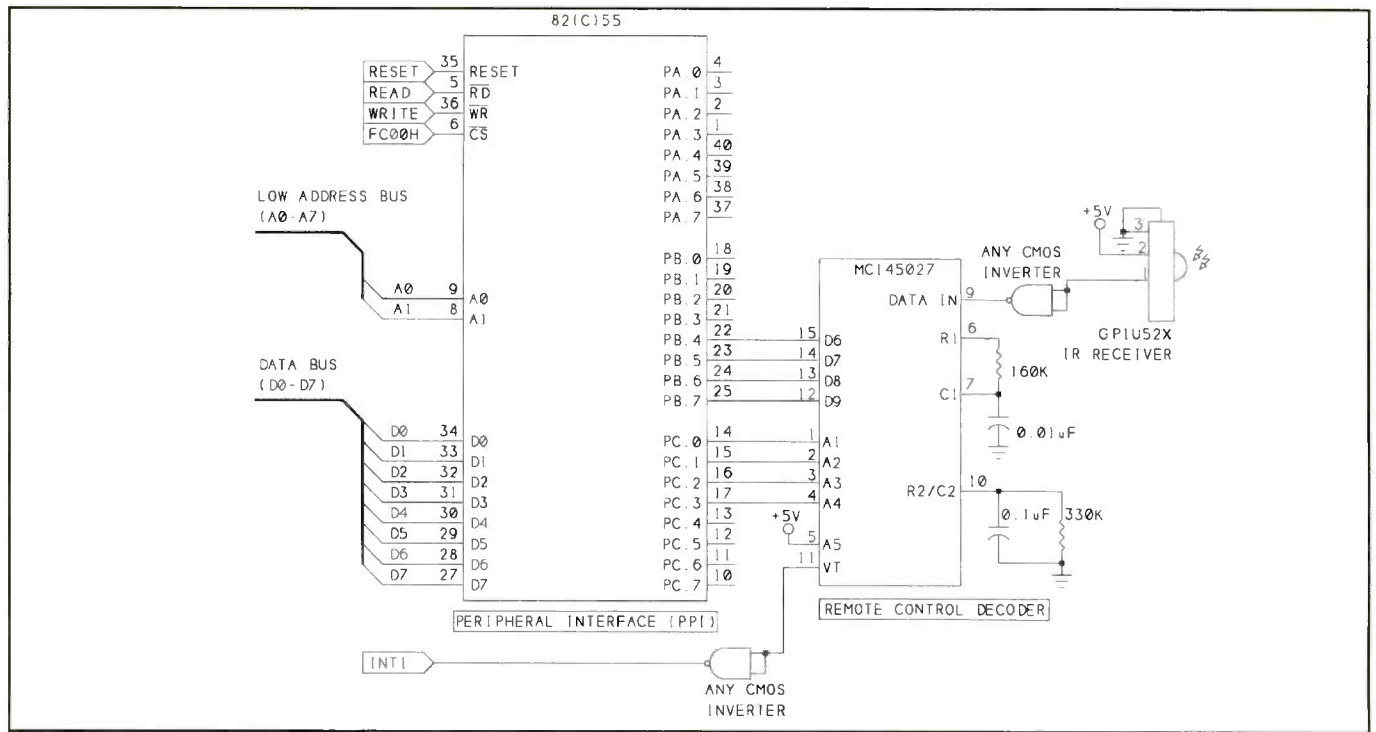 82(C)55
RESET 35 RESET
READ 5 RD
WRITE 36 WR
FC00H 6 CS
PA.0 4
PA.1 3
PA.2 2
PA.3 1
PA.4 40
PA.5 39
PA.6 38
PA.7 37
LOW ADDRESS BUS
(A0-A7)
A0 9 A0
A1 8 A1
PB.0 18
PB.1 19
PB.2 20
PB.3 21
PB.4 22
PB.5 23
PB.6 24
PB.7 25
DATA BUS
(D0-D7)
D0 34 D0
D1 33 D1
D2 32 D2
D3 31 D3
D4 30 D4
D5 29 D5
D6 28 D6
D7 27 D7
PC.0 14
PC.1 15
PC.2 16
PC.3 17
PC.4 13
PC.5 12
PC.6 11
PC.7 10
PERIPHERAL INTERFACE (PPI)
MC145027
15 D6
14 D7
13 D8
12 D9
1 A1
2 A2
3 A3
4 A4
+5V
5 A5
11 VT
DATA IN 9
R1 6
C1 7
R2/C2 10
REMOTE CONTROL DECODER
ANY CMOS
INVERTER
+5V
3
2
1
GP1U52X
IR RECEIVER
160K
0.01uF
0.1uF
330K
INT1
ANY CMOS
INVERTER